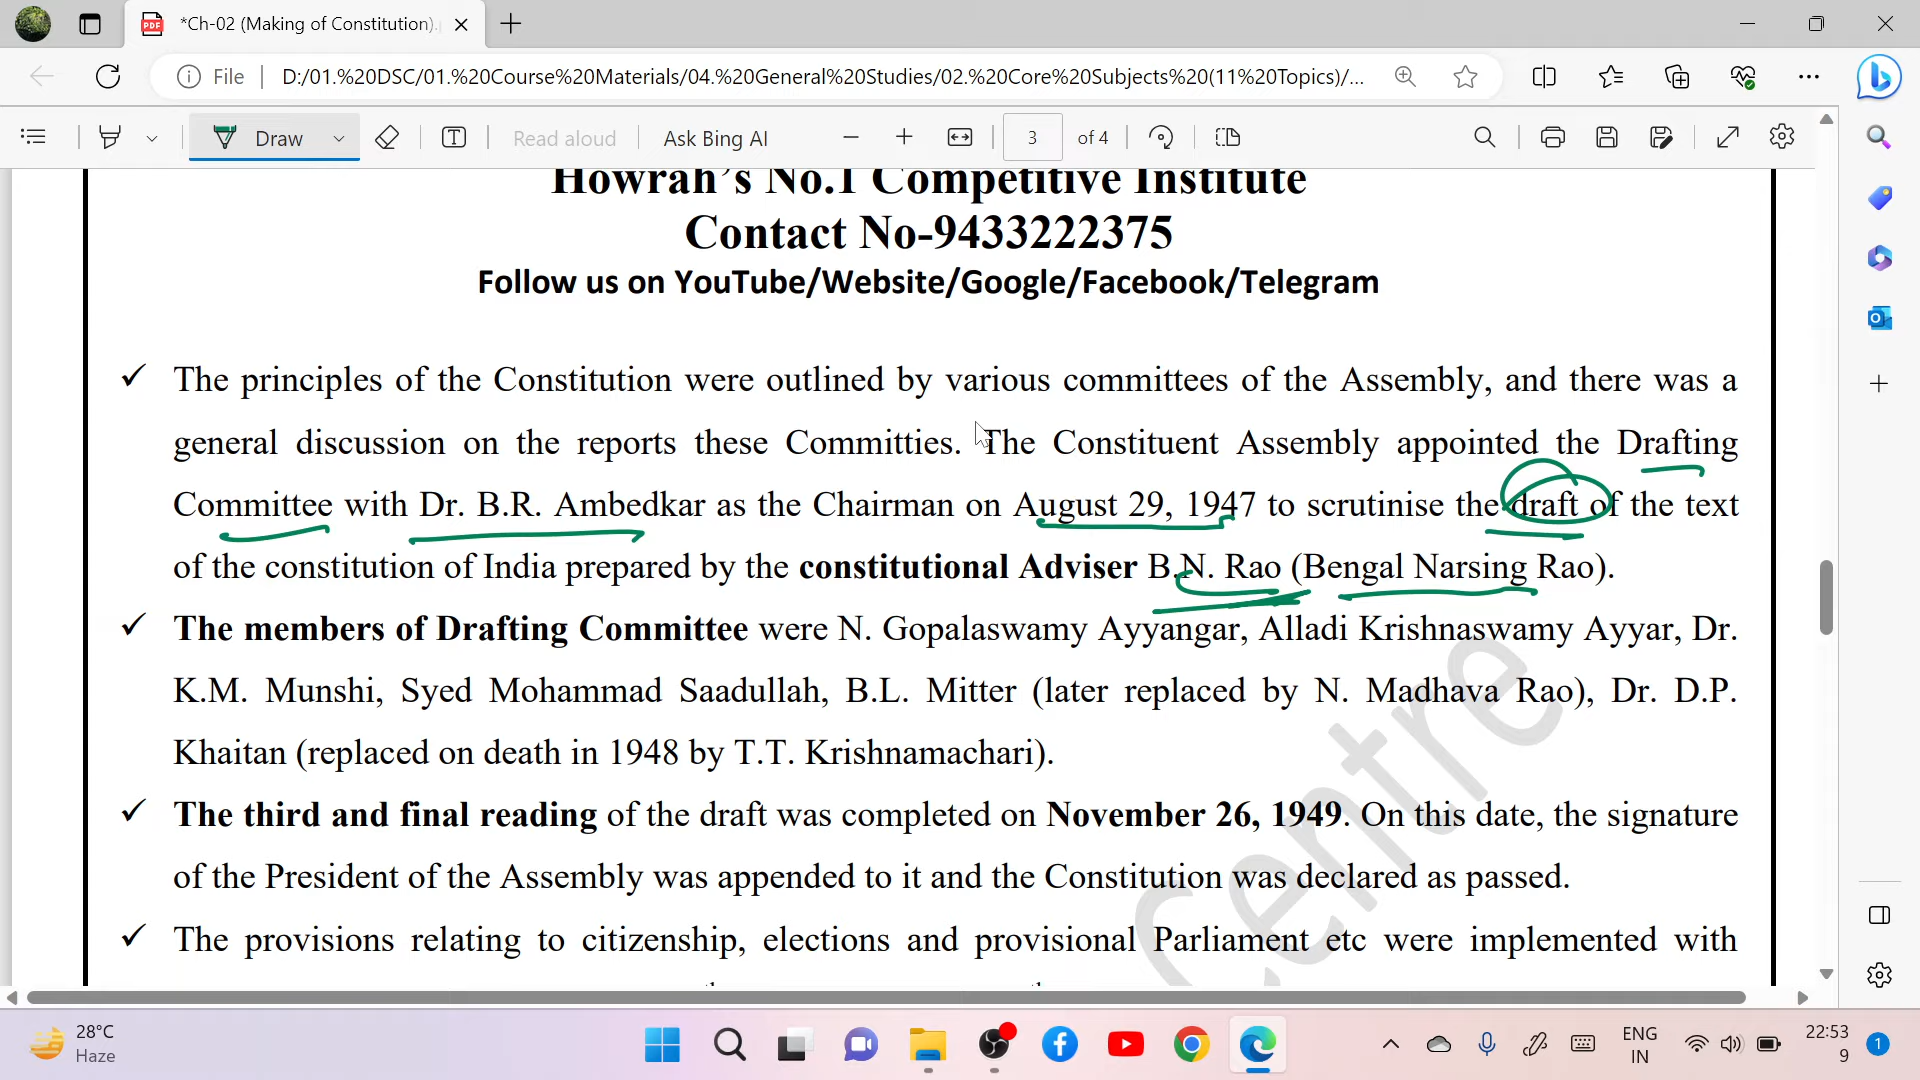 *Ch-02 (Making of Constitution).
File
D:/01.%20DSC/01.%20Course%20Materials/04.%20General%20Studies/02.%20Core%20Subjects%20(11%20Topics)/...
Draw
Read aloud
Ask Bing AI
3 of 4
Howrah's No.1 Competitive Institute
Contact No-9433222375
Follow us on YouTube/Website/Google/Facebook/Telegram
✓ The principles of the Constitution were outlined by various committees of the Assembly, and there was a
general discussion on the reports these Committies. The Constituent Assembly appointed the Drafting
Committee with Dr. B.R. Ambedkar as the Chairman on August 29, 1947 to scrutinise the draft of the text
of the constitution of India prepared by the constitutional Adviser B.N. Rao (Bengal Narsing Rao).
✓ The members of Drafting Committee were N. Gopalaswamy Ayyangar, Alladi Krishnaswamy Ayyar, Dr.
K.M. Munshi, Syed Mohammad Saadullah, B.L. Mitter (later replaced by N. Madhava Rao), Dr. D.P.
Khaitan (replaced on death in 1948 by T.T. Krishnamachari).
✓ The third and final reading of the draft was completed on November 26, 1949. On this date, the signature
of the President of the Assembly was appended to it and the Constitution was declared as passed.
✓ The provisions relating to citizenship, elections and provisional Parliament etc were implemented with
Centre
28°C
Haze
ENG
IN
22:53
9
1